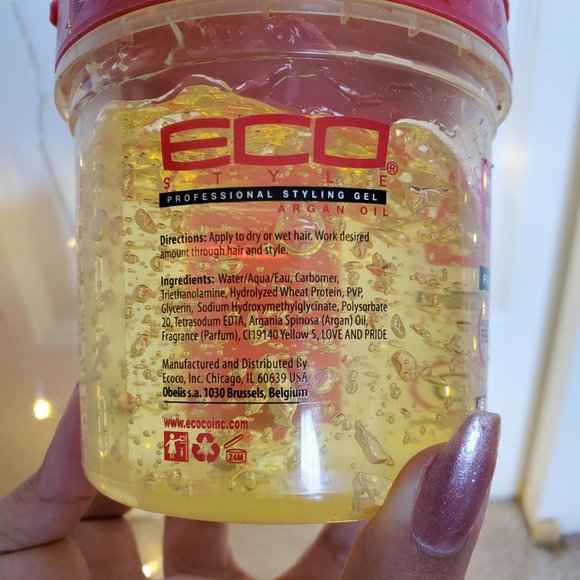 ECO
STYLE®
PROFESSIONAL STYLING GEL
ARGAN OIL
Directions: Apply to dry or wet hair. Work desired
amount through hair and style.
Ingredients: Water/Aqua/Eau, Carbomer,
Triethanolamine, Hydrolyzed Wheat Protein, PVP,
Glycerin, Sodium Hydroxymethylglycinate, Polysorbate
20, Tetrasodum EDTA, Argania Spinosa (Argan) Oil,
Fragrance (Parfum), CI19140 Yellow 5, LOVE AND PRIDE
Manufactured and Distributed By
Ecoco, Inc. Chicago, IL 60639 USA
Obelis s.a. 1030 Brussels, Belgium
www.ecocoinc.com
24M